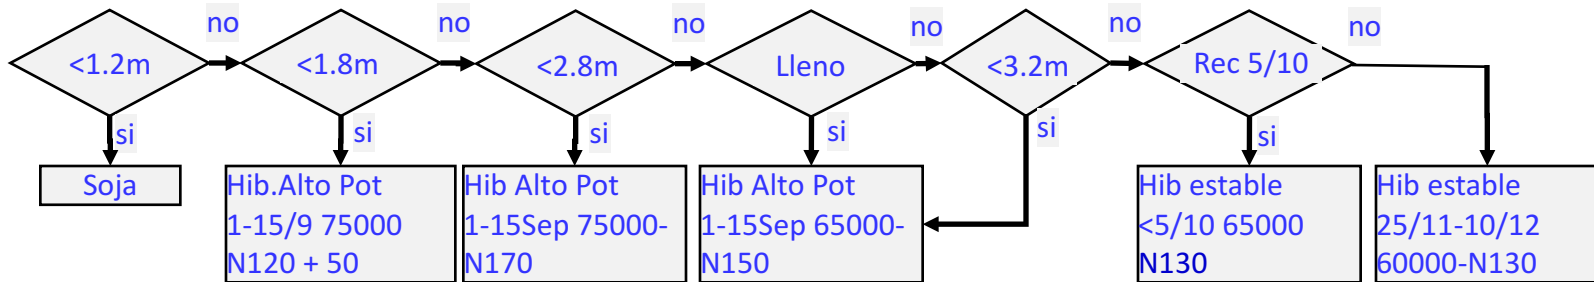 <1.2m
no
<1.8m
no
<2.8m
no
Lleno
no
<3.2m
no
Rec 5/10
no
si
si
si
si
si
si
Soja
Hib.Alto Pot
1-15/9 75000
N120 + 50
Hib Alto Pot
1-15Sep 75000-
N170
Hib Alto Pot
1-15Sep 65000-
N150
Hib estable
<5/10 65000
N130
Hib estable
25/11-10/12
60000-N130